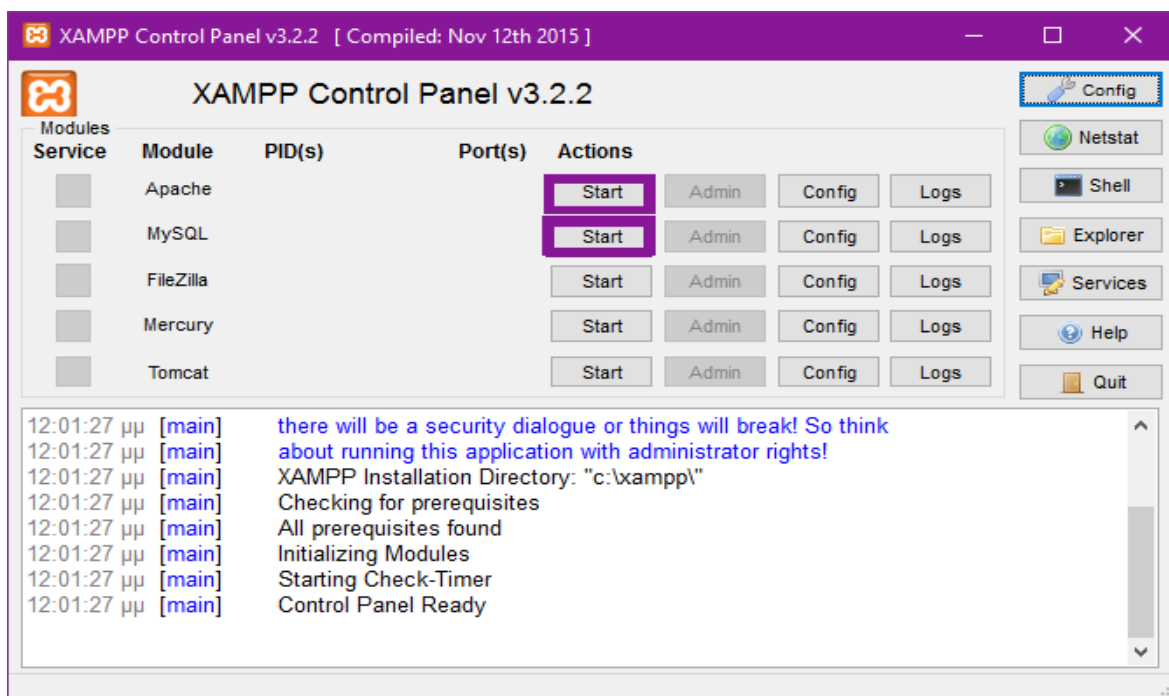 XAMPP Control Panel v3.2.2 [ Compiled: Nov 12th 2015 ]
XAMPP Control Panel v3.2.2
Config
Modules
Service Module PID(s) Port(s) Actions
Netstat
Apache Start Admin Config Logs
Shell
MySQL Start Admin Config Logs
Explorer
FileZilla Start Admin Config Logs
Services
Mercury Start Admin Config Logs
Help
Tomcat Start Admin Config Logs
Quit
12:01:27 μμ [main] there will be a security dialogue or things will break! So think
12:01:27 μμ [main] about running this application with administrator rights!
12:01:27 μμ [main] XAMPP Installation Directory: "c:\xampp\"
12:01:27 μμ [main] Checking for prerequisites
12:01:27 μμ [main] All prerequisites found
12:01:27 μμ [main] Initializing Modules
12:01:27 μμ [main] Starting Check-Timer
12:01:27 μμ [main] Control Panel Ready